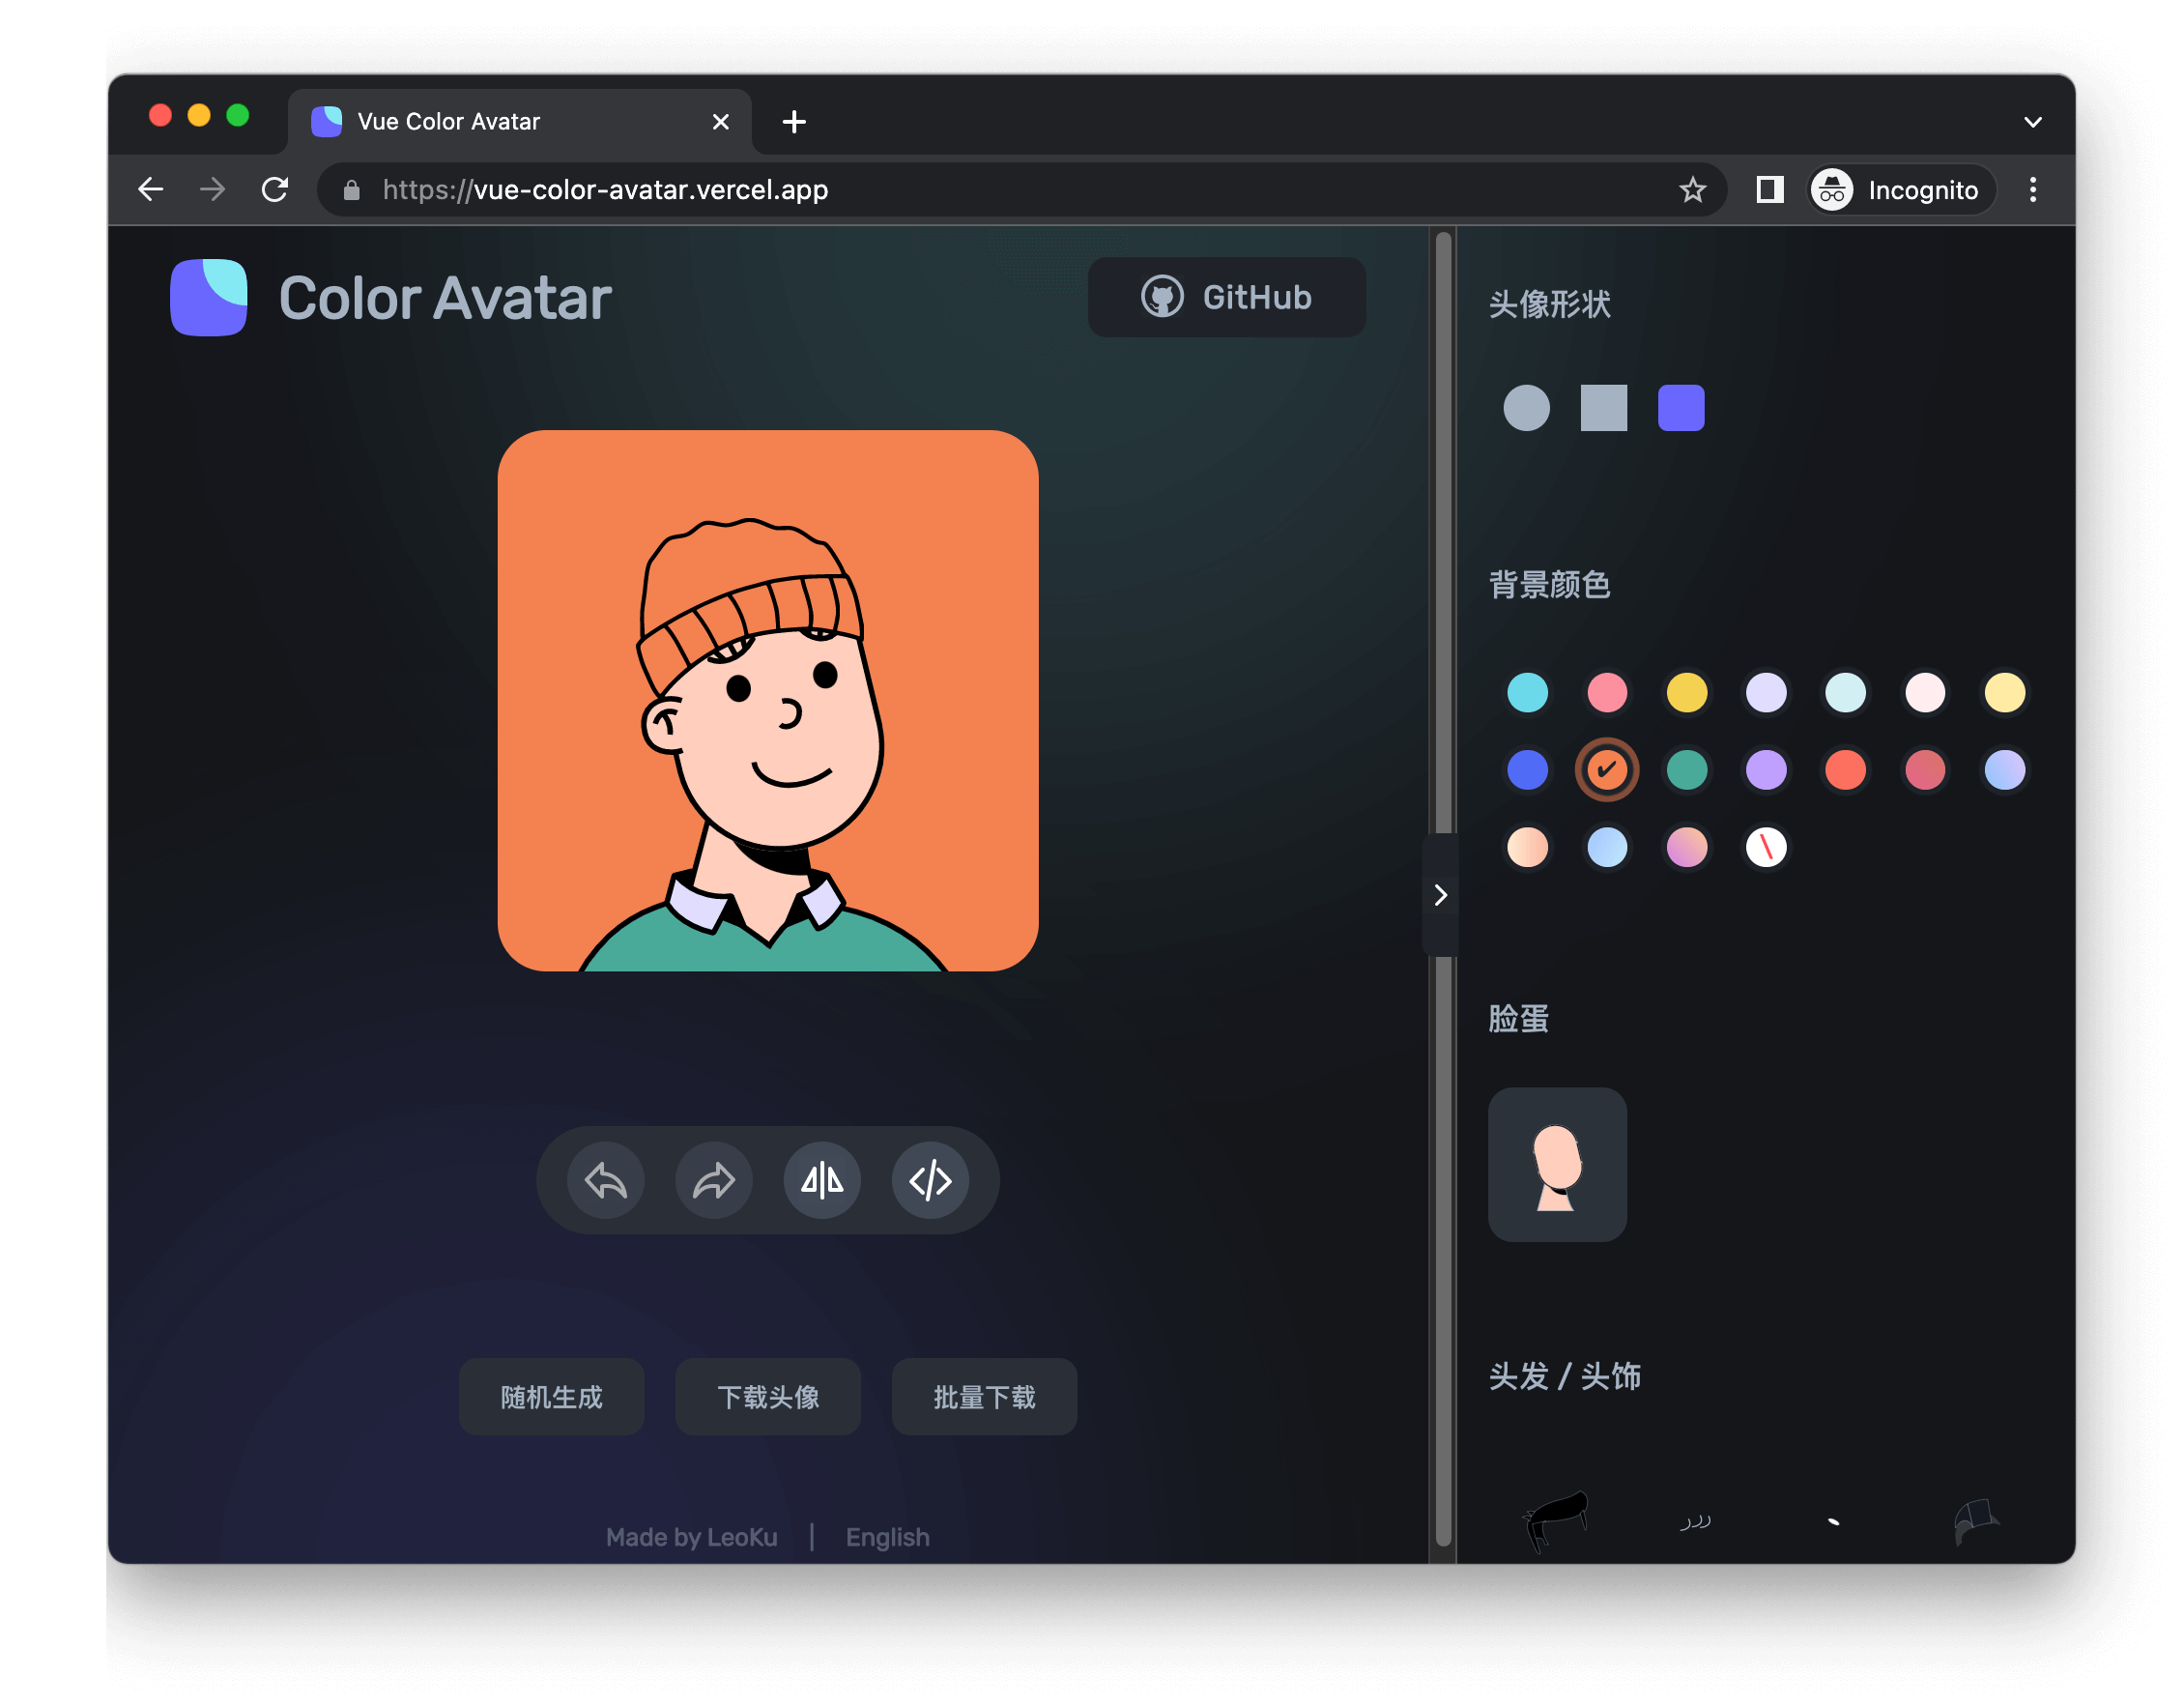 Vue Color Avatar
https://vue-color-avatar.vercel.app
Incognito
Color Avatar
GitHub
头像形状
背景颜色
脸蛋
头发 / 头饰
随机生成
下载头像
批量下载
Made by LeoKu | English